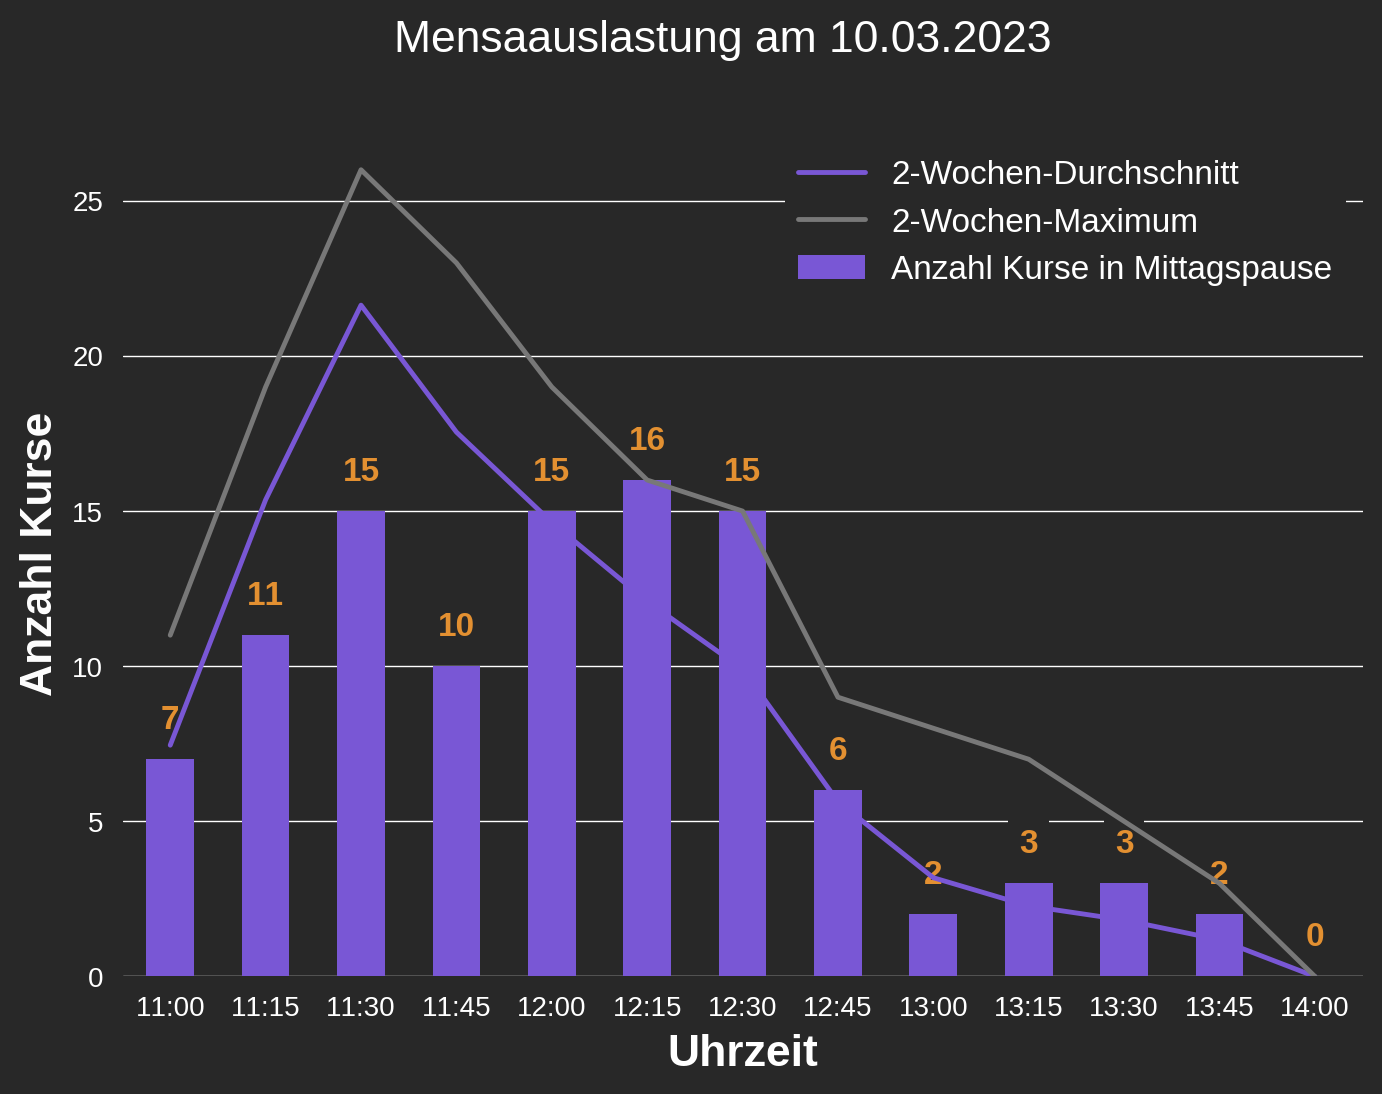 Mensaauslastung am 10.03.2023
2-Wochen-Durchschnitt
2-Wochen-Maximum
Anzahl Kurse in Mittagspause
Anzahl Kurse
25
20
15
10
5
0
7
11
15
10
15
16
15
6
2
3
3
2
0
11:00 11:15 11:30 11:45 12:00 12:15 12:30 12:45 13:00 13:15 13:30 13:45 14:00
Uhrzeit